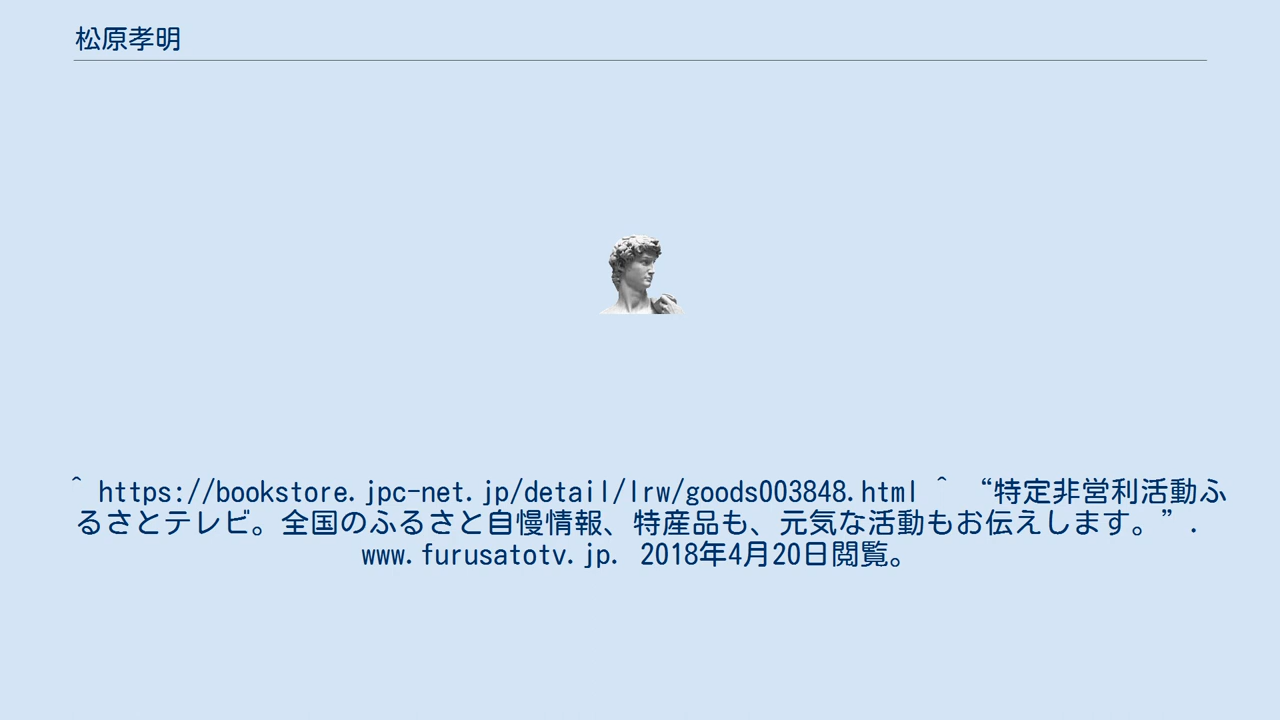 松原孝明
^ https://bookstore.jpc-net.jp/detail/lrw/goods003848.html ^ “特定非営利活動ふ
るさとテレビ。全国のふるさと自慢情報、特産品も、元気な活動もお伝えします。”.
www.furusatotv.jp. 2018年4月20日閲覧。